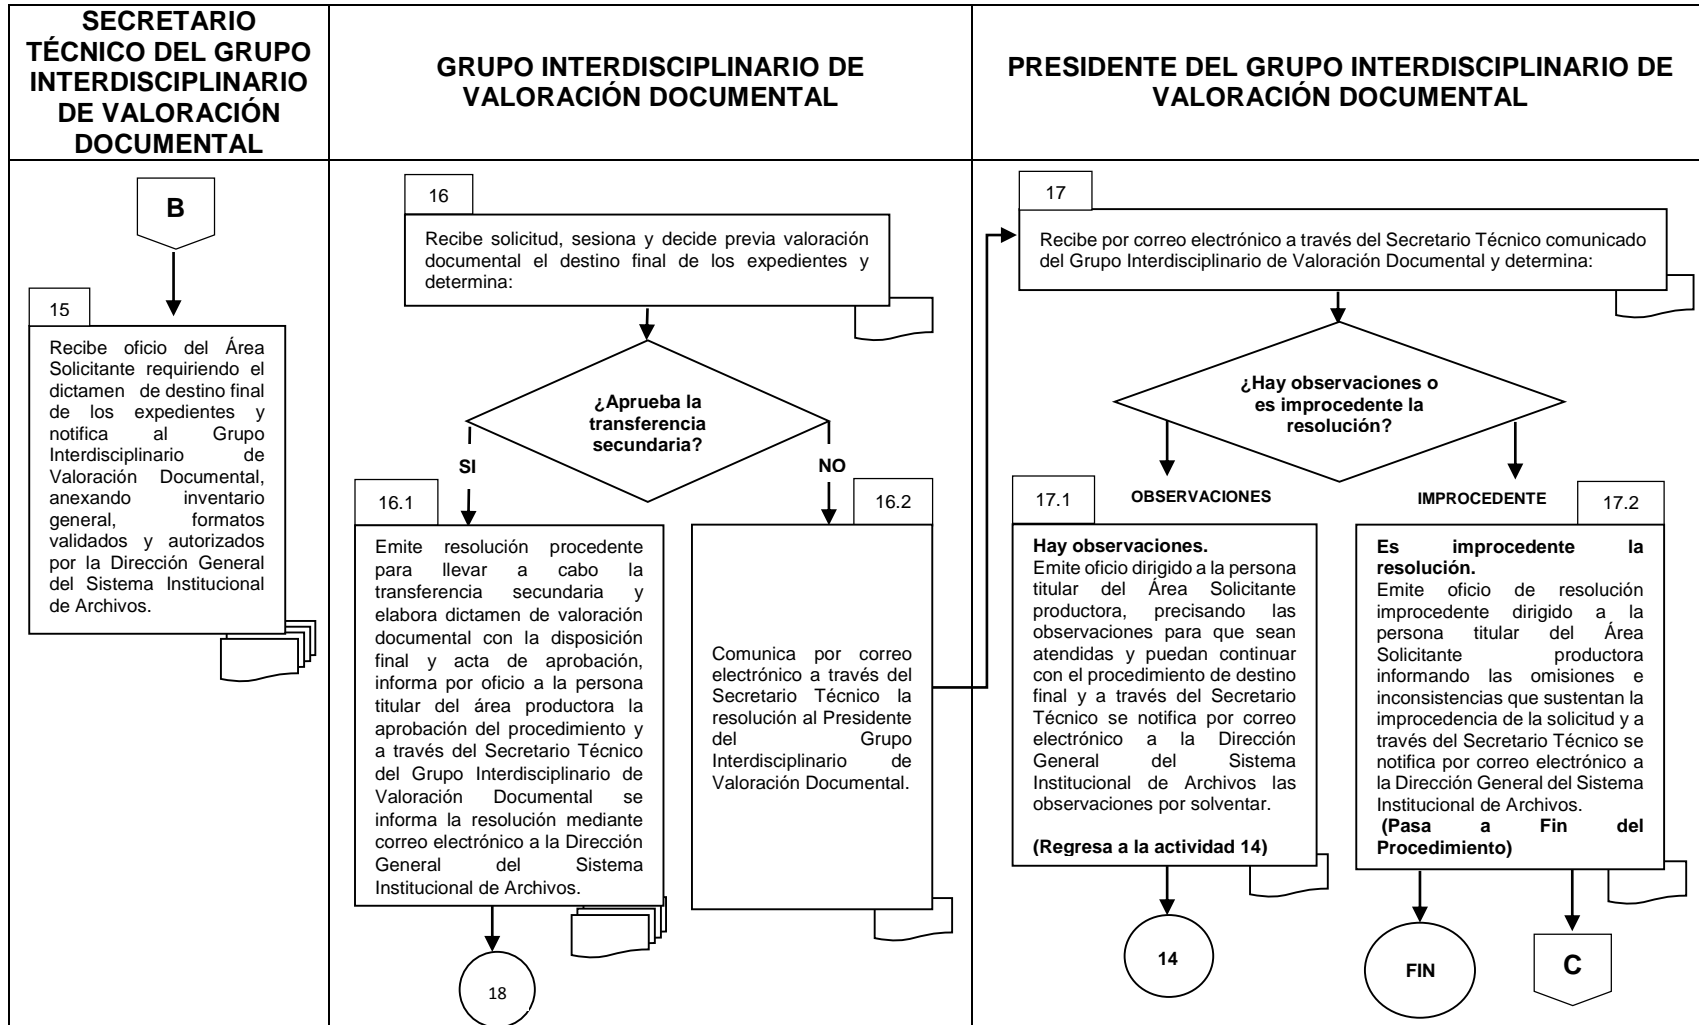 SECRETARIO
TÉCNICO DEL GRUPO
INTERDISCIPLINARIO
DE VALORACIÓN
DOCUMENTAL
GRUPO INTERDISCIPLINARIO DE
VALORACIÓN DOCUMENTAL
PRESIDENTE DEL GRUPO INTERDISCIPLINARIO DE
VALORACIÓN DOCUMENTAL
B
15
Recibe oficio del Área
Solicitante requiriendo el
dictamen de destino final
de los expedientes y
notifica al Grupo
Interdisciplinario de
Valoración Documental,
anexando inventario
general, formatos
validados y autorizados
por la Dirección General
del Sistema Institucional
de Archivos.
16
Recibe solicitud, sesiona y decide previa valoración
documental el destino final de los expedientes y
determina:
¿Aprueba la
transferencia
secundaria?
SI
NO
16.1
Emite resolución procedente
para llevar a cabo la
transferencia secundaria y
elabora dictamen de valoración
documental con la disposición
final y acta de aprobación,
informa por oficio a la persona
titular del área productora la
aprobación del procedimiento y
a través del Secretario Técnico
del Grupo Interdisciplinario de
Valoración Documental se
informa la resolución mediante
correo electrónico a la Dirección
General del Sistema
Institucional de Archivos.
18
16.2
Comunica por correo
electrónico a través del
Secretario Técnico la
resolución al Presidente
del Grupo
Interdisciplinario de
Valoración Documental.
17
Recibe por correo electrónico a través del Secretario Técnico comunicado
del Grupo Interdisciplinario de Valoración Documental y determina:
¿Hay observaciones o
es improcedente la
resolución?
OBSERVACIONES
IMPROCEDENTE
17.1
Hay observaciones.
Emite oficio dirigido a la persona
titular del Área Solicitante
productora, precisando las
observaciones para que sean
atendidas y puedan continuar
con el procedimiento de destino
final y a través del Secretario
Técnico se notifica por correo
electrónico a la Dirección
General del Sistema
Institucional de Archivos las
observaciones por solventar.
(Regresa a la actividad 14)
14
17.2
Es improcedente la
resolución.
Emite oficio de resolución
improcedente dirigido a la
persona titular del Área
Solicitante productora
informando las omisiones e
inconsistencias que sustentan la
improcedencia de la solicitud y a
través del Secretario Técnico se
notifica por correo electrónico a
la Dirección General del Sistema
Institucional de Archivos.
(Pasa a Fin del
Procedimiento)
FIN
C